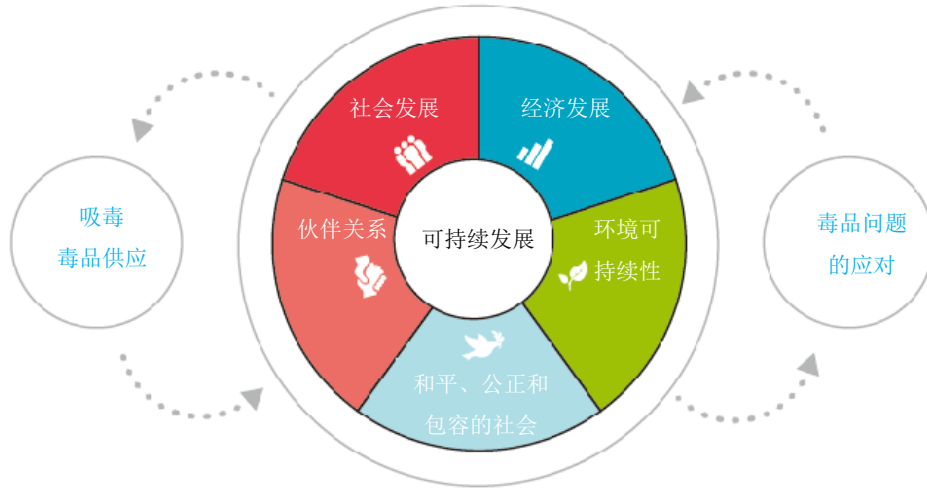 社会发展
经济发展
吸毒
毒品供应
伙伴关系
可持续发展
环境可
持续性
毒品问题
的应对
和平、公正和
包容的社会